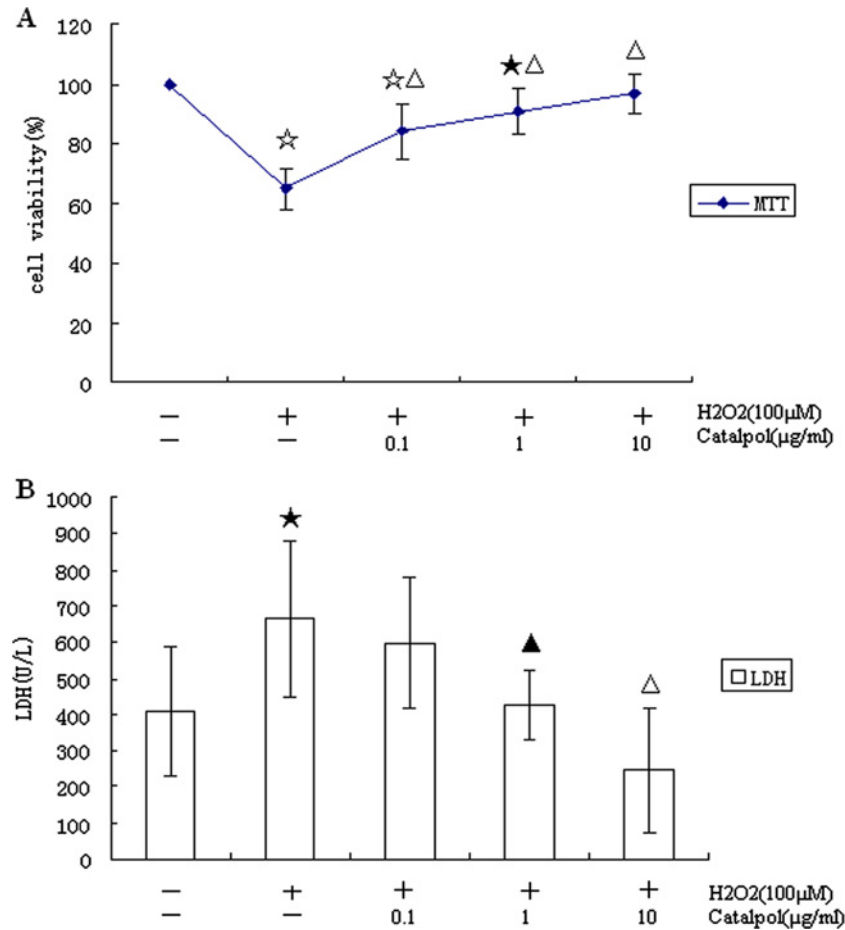 A
120
100
80
60
40
20
0
cell viability(%)
☆
☆△
★△
△
MTT
− + + + + H2O2(100μM)
− − 0.1 1 10 Catalpol(μg/ml)
B
1000
900
800
700
600
500
400
300
200
100
0
LDH(U/L)
★
▲
△
LDH
− + + + + H2O2(100μM)
− − 0.1 1 10 Catalpol(μg/ml)